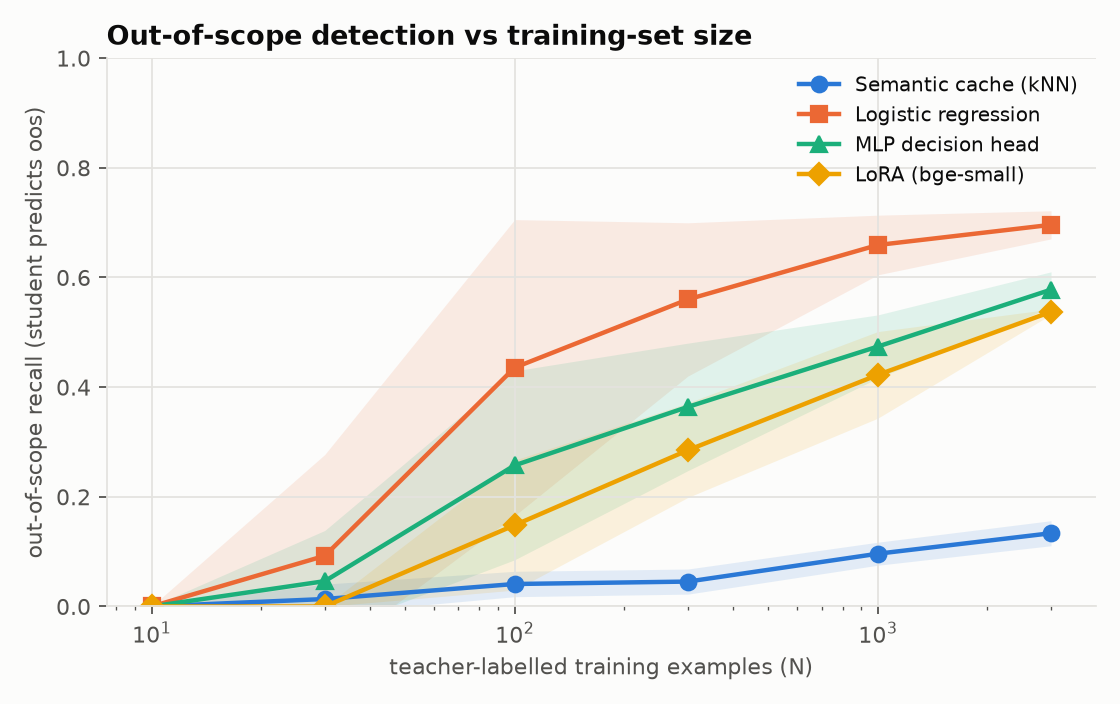 Out-of-scope detection vs training-set size
out-of-scope recall (student predicts oos)
1.0
0.8
0.6
0.4
0.2
0.0
Semantic cache (kNN)
Logistic regression
MLP decision head
LoRA (bge-small)
10¹ 10² 10³
teacher-labelled training examples (N)